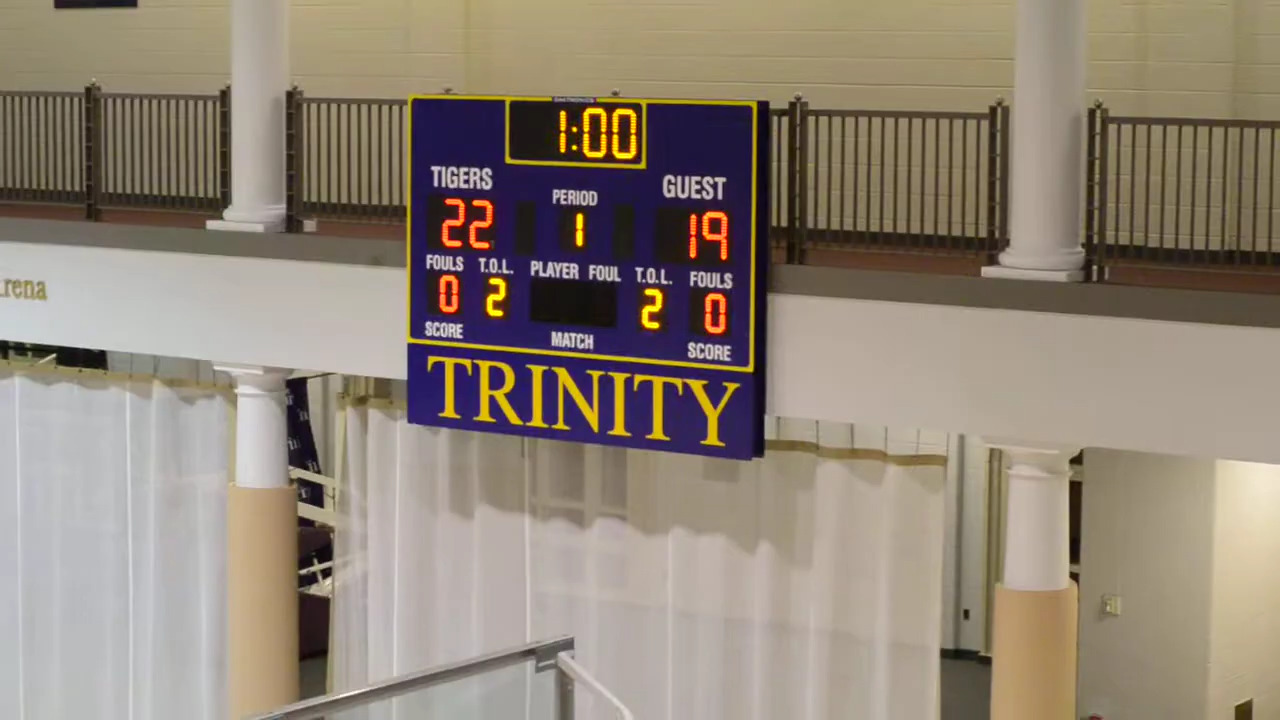 DAKTRONICS
1:00
TIGERS
PERIOD
GUEST
22
1
19
FOULS T.O.L. PLAYER FOUL T.O.L. FOULS
0 2 2 0
SCORE MATCH SCORE
TRINITY
rena